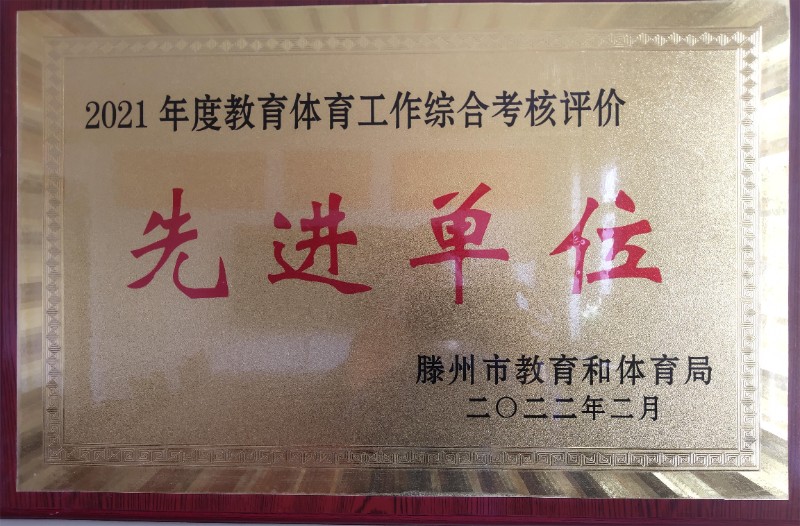 2021年度教育体育工作综合考核评价
先进单位
滕州市教育和体育局
二〇二二年二月